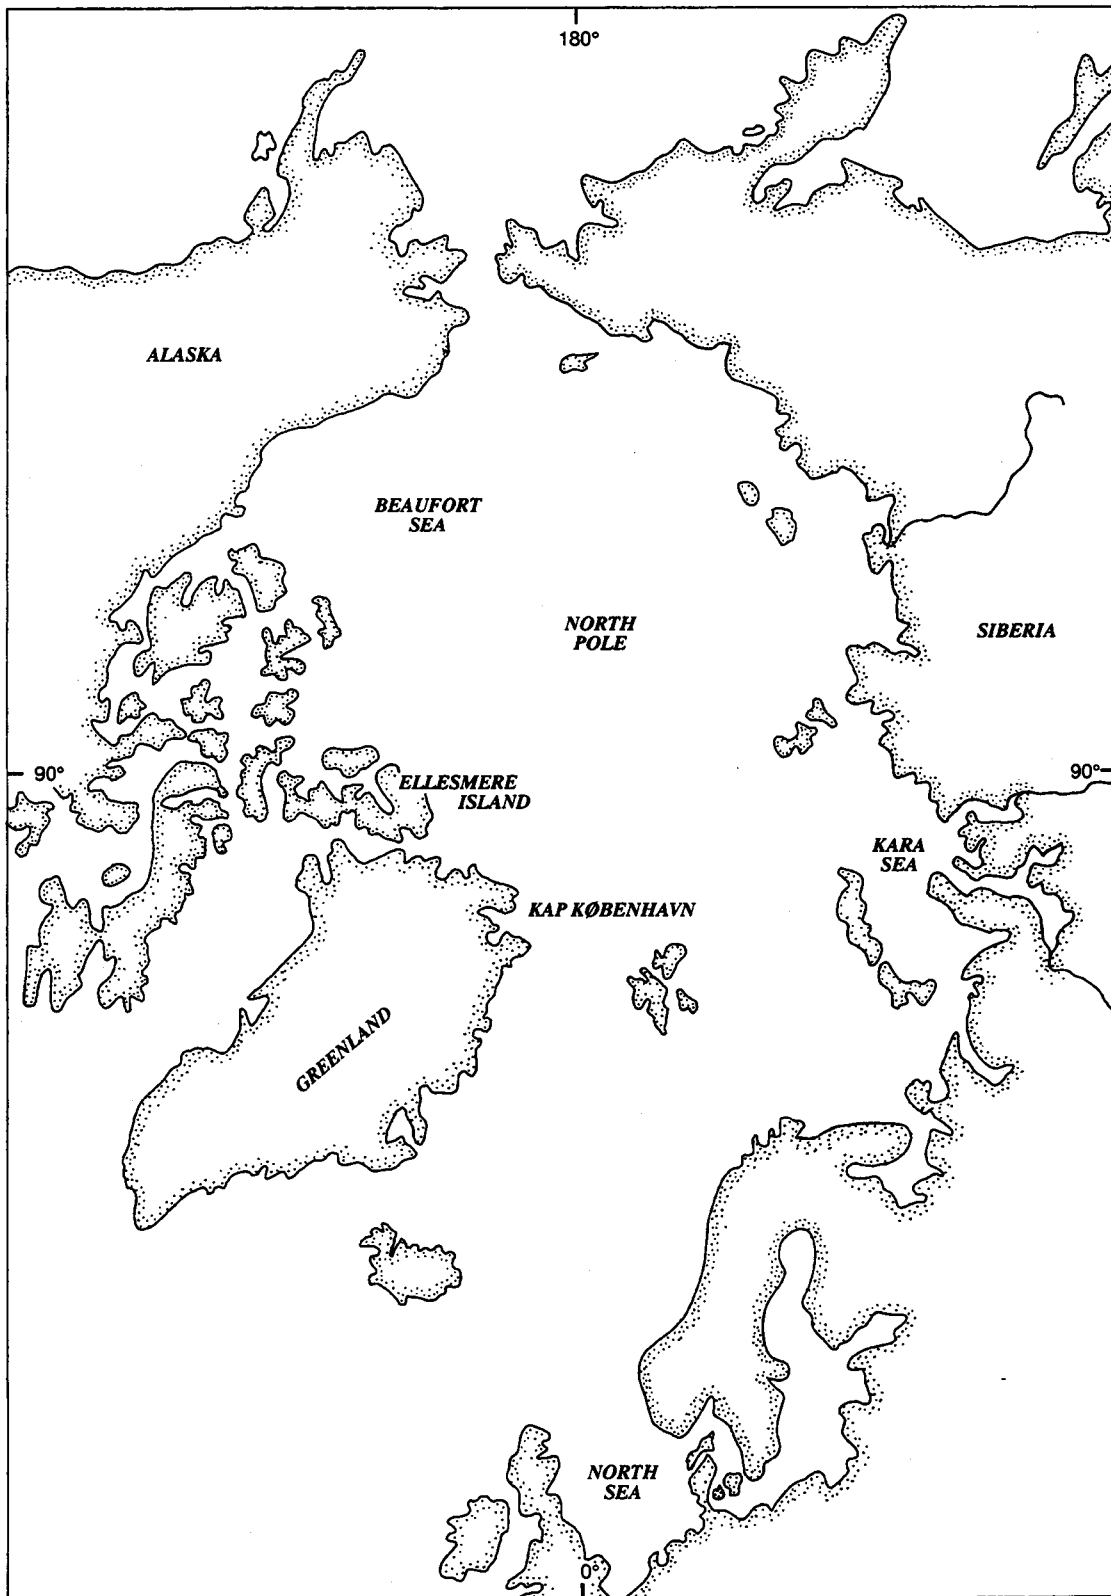 180°
ALASKA
BEAUFORT
SEA
NORTH
POLE
SIBERIA
90°
90°
ELLESMERE
ISLAND
KARA
SEA
KAP KØBENHAVN
GREENLAND
NORTH
SEA
0°